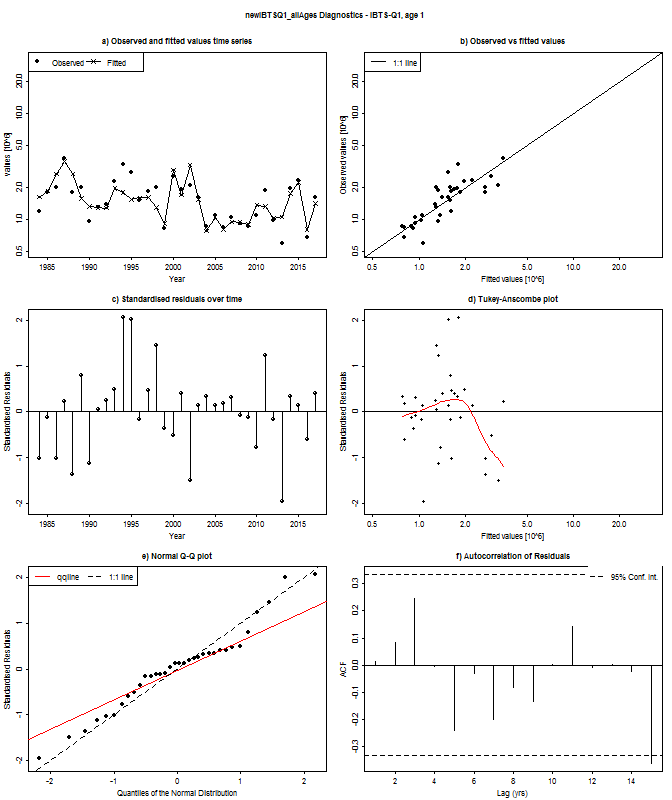 newIBTSQ1_allAges Diagnostics - IBTS-Q1, age 1
a) Observed and fitted values time series
Observed Fitted
values [10^6]
0.5 1.0 2.0 5.0 10.0 20.0
1985 1990 1995 2000 2005 2010 2015
Year
b) Observed vs fitted values
1:1 line
Observed values [10^6]
0.5 1.0 2.0 5.0 10.0 20.0
0.5 1.0 2.0 5.0 10.0 20.0
Fitted values [10^6]
c) Standardised residuals over time
Standardised Residuals
-2 -1 0 1 2
1985 1990 1995 2000 2005 2010 2015
Year
d) Tukey-Anscombe plot
Standardised Residuals
-2 -1 0 1 2
0.5 1.0 2.0 5.0 10.0 20.0
Fitted values [10^6]
e) Normal Q-Q plot
qqline 1:1 line
Standardised Residuals
-2 -1 0 1 2
-2 -1 0 1 2
Quantiles of the Normal Distribution
f) Autocorrelation of Residuals
95% Conf. Int.
ACF
-0.3 -0.2 -0.1 0.0 0.1 0.2 0.3
2 4 6 8 10 12 14
Lag (yrs)